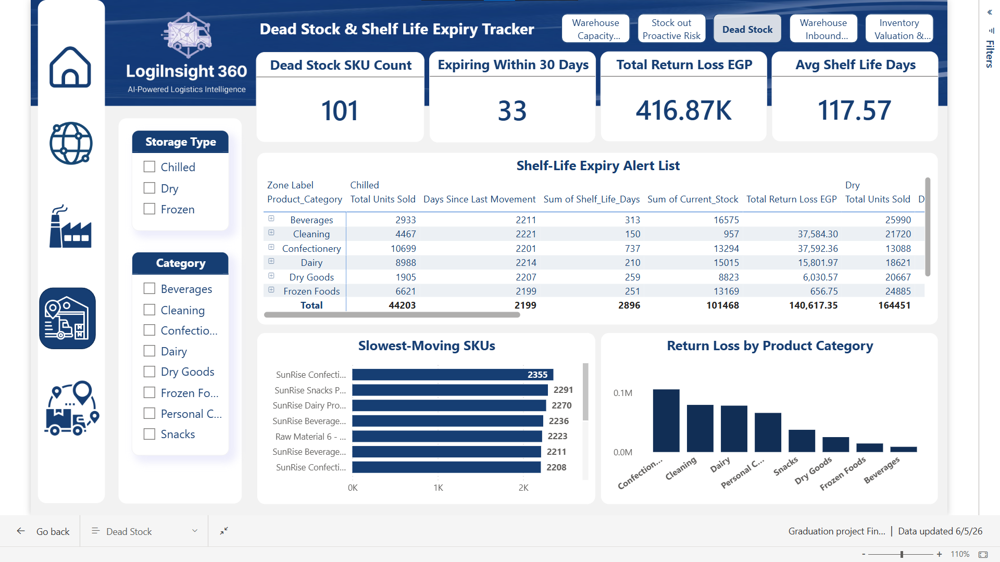 Dead Stock & Shelf Life Expiry Tracker
Warehouse
Capacity...
Stock out
Proactive Risk
Dead Stock
Warehouse
Inbound...
Inventory
Valuation &...
Filters
LogiInsight 360
AI-Powered Logistics Intelligence
Dead Stock SKU Count
101
Expiring Within 30 Days
33
Total Return Loss EGP
416.87K
Avg Shelf Life Days
117.57
Storage Type
Chilled
Dry
Frozen
Category
Beverages
Cleaning
Confectio...
Dairy
Dry Goods
Frozen Fo...
Personal C...
Snacks
Shelf-Life Expiry Alert List
Zone Label Chilled Dry
Product_Category Total Units Sold Days Since Last Movement Sum of Shelf_Life_Days Sum of Current_Stock Total Return Loss EGP Total Units Sold D
Beverages 2933 2211 313 16575 25990
Cleaning 4467 2221 150 957 37,584.30 21720
Confectionery 10699 2201 737 13294 37,592.36 13088
Dairy 8988 2214 210 15015 15,801.97 18621
Dry Goods 1905 2207 259 8823 6,030.57 20667
Frozen Foods 6621 2199 251 13169 656.75 24885
Total 44203 2199 2896 101468 140,617.35 164451
Slowest-Moving SKUs
SunRise Confecti... 2355
SunRise Snacks P... 2291
SunRise Dairy Pro... 2270
SunRise Beverage... 2236
Raw Material 6 - ... 2223
SunRise Beverage... 2211
SunRise Confecti... 2208
0K 1K 2K
Return Loss by Product Category
0.1M
0.0M
Confection...
Cleaning
Dairy
Personal C...
Snacks
Dry Goods
Frozen Foods
Beverages
Go back
Dead Stock
Graduation project Fin... | Data updated 6/5/26
- + 110%